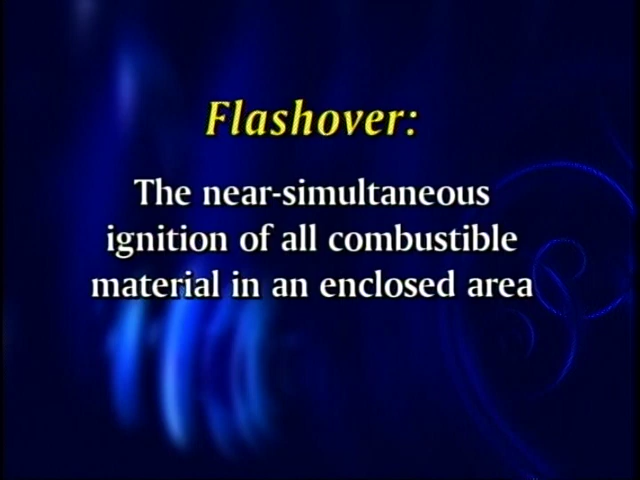 Flashover:
The near-simultaneous
ignition of all combustible
material in an enclosed area